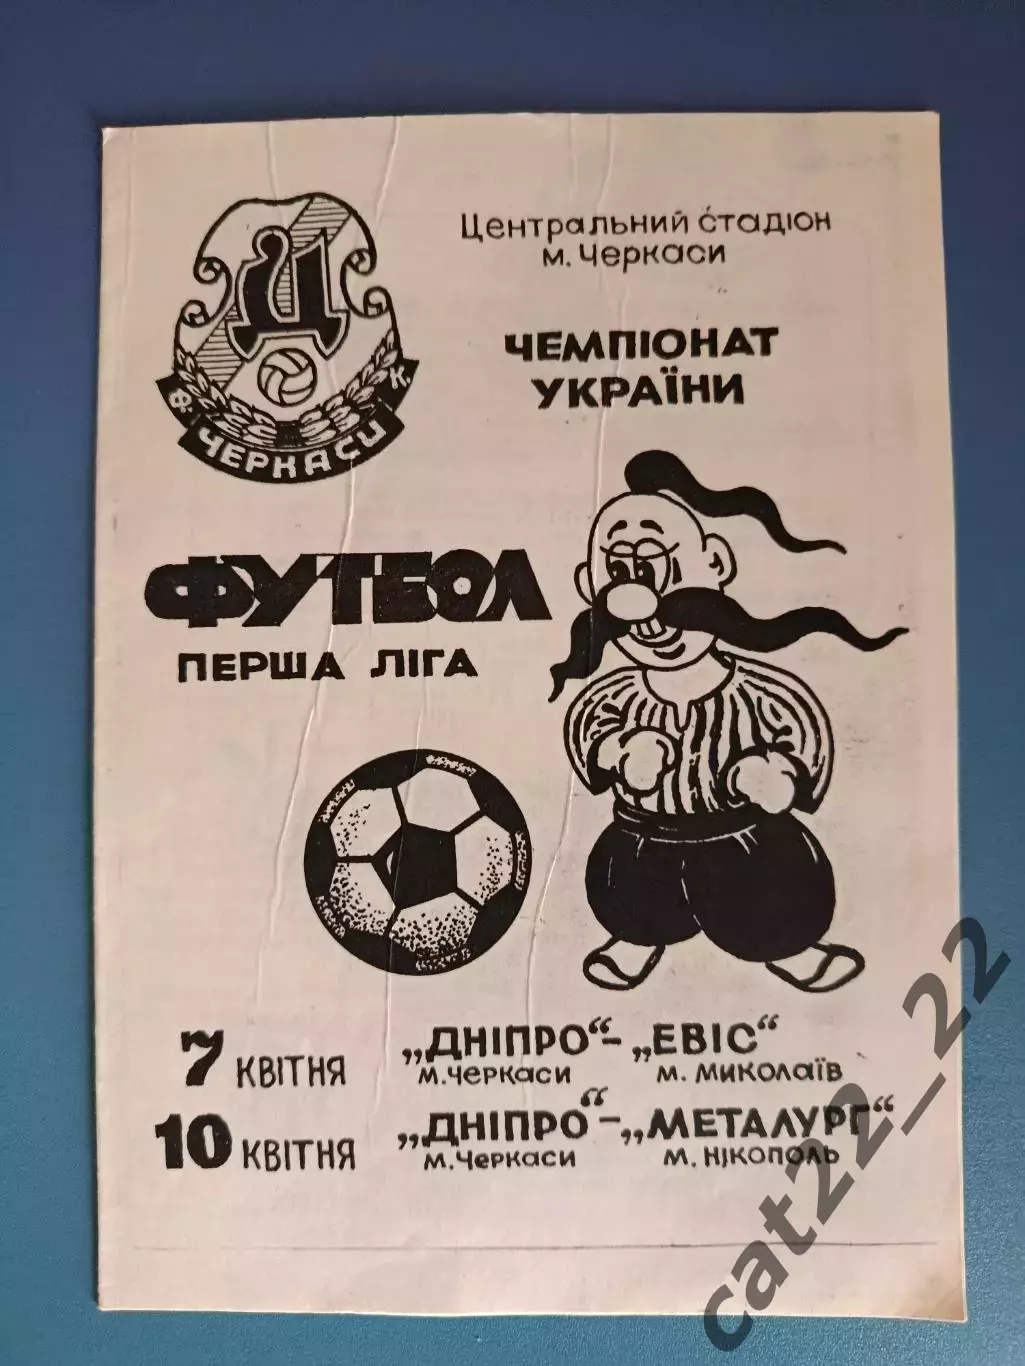 Д
Ф. К.
ЧЕРКАСИ
Центральний стадіон
м. Черкаси
ЧЕМПІОНАТ
УКРАЇНИ
ФУТБОЛ
ПЕРША ЛІГА
7 КВІТНЯ „ДНІПРО“ – „ЕВІС“
м. Черкаси м. Миколаїв
10 КВІТНЯ „ДНІПРО“ – „МЕТАЛУРГ“
м. Черкаси м. Нікополь
cat22_22